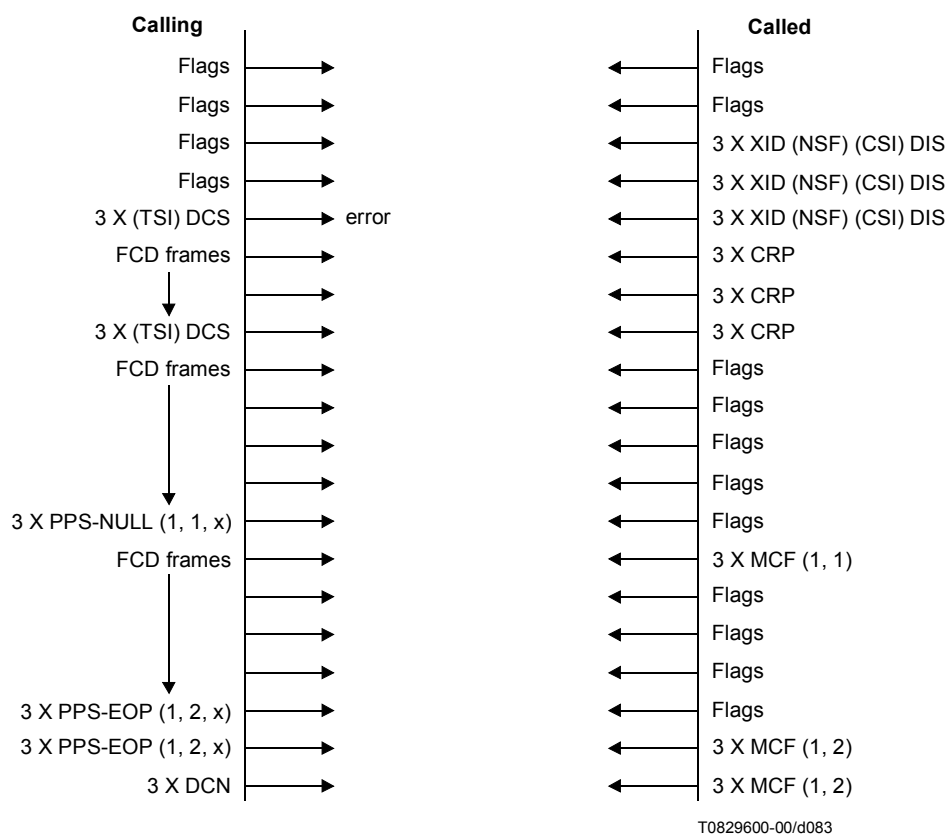 Calling Called
Flags Flags
Flags Flags
Flags 3 X XID (NSF) (CSI) DIS
Flags 3 X XID (NSF) (CSI) DIS
3 X (TSI) DCS error 3 X XID (NSF) (CSI) DIS
FCD frames 3 X CRP
3 X CRP
3 X (TSI) DCS 3 X CRP
FCD frames Flags
Flags
Flags
Flags
3 X PPS-NULL (1, 1, x) Flags
FCD frames 3 X MCF (1, 1)
Flags
Flags
Flags
3 X PPS-EOP (1, 2, x) Flags
3 X PPS-EOP (1, 2, x) 3 X MCF (1, 2)
3 X DCN 3 X MCF (1, 2)
T0829600-00/d083